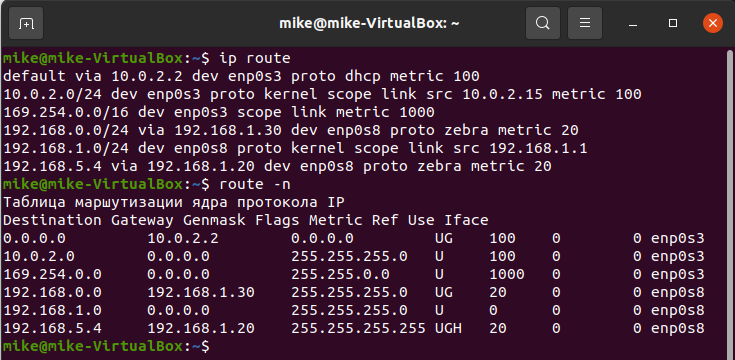 mike@mike-VirtualBox: ~
mike@mike-VirtualBox:~$ ip route
default via 10.0.2.2 dev enp0s3 proto dhcp metric 100
10.0.2.0/24 dev enp0s3 proto kernel scope link src 10.0.2.15 metric 100
169.254.0.0/16 dev enp0s3 scope link metric 1000
192.168.0.0/24 via 192.168.1.30 dev enp0s8 proto zebra metric 20
192.168.1.0/24 dev enp0s8 proto kernel scope link src 192.168.1.1
192.168.5.4 via 192.168.1.20 dev enp0s8 proto zebra metric 20
mike@mike-VirtualBox:~$ route -n
Таблица маршутизации ядра протокола IP
Destination Gateway Genmask Flags Metric Ref Use Iface
0.0.0.0         10.0.2.2        0.0.0.0         UG    100    0        0 enp0s3
10.0.2.0        0.0.0.0         255.255.255.0   U     100    0        0 enp0s3
169.254.0.0     0.0.0.0         255.255.0.0     U     1000   0        0 enp0s3
192.168.0.0     192.168.1.30    255.255.255.0   UG    20     0        0 enp0s8
192.168.1.0     0.0.0.0         255.255.255.0   U     0      0        0 enp0s8
192.168.5.4     192.168.1.20    255.255.255.255 UGH   20     0        0 enp0s8
mike@mike-VirtualBox:~$